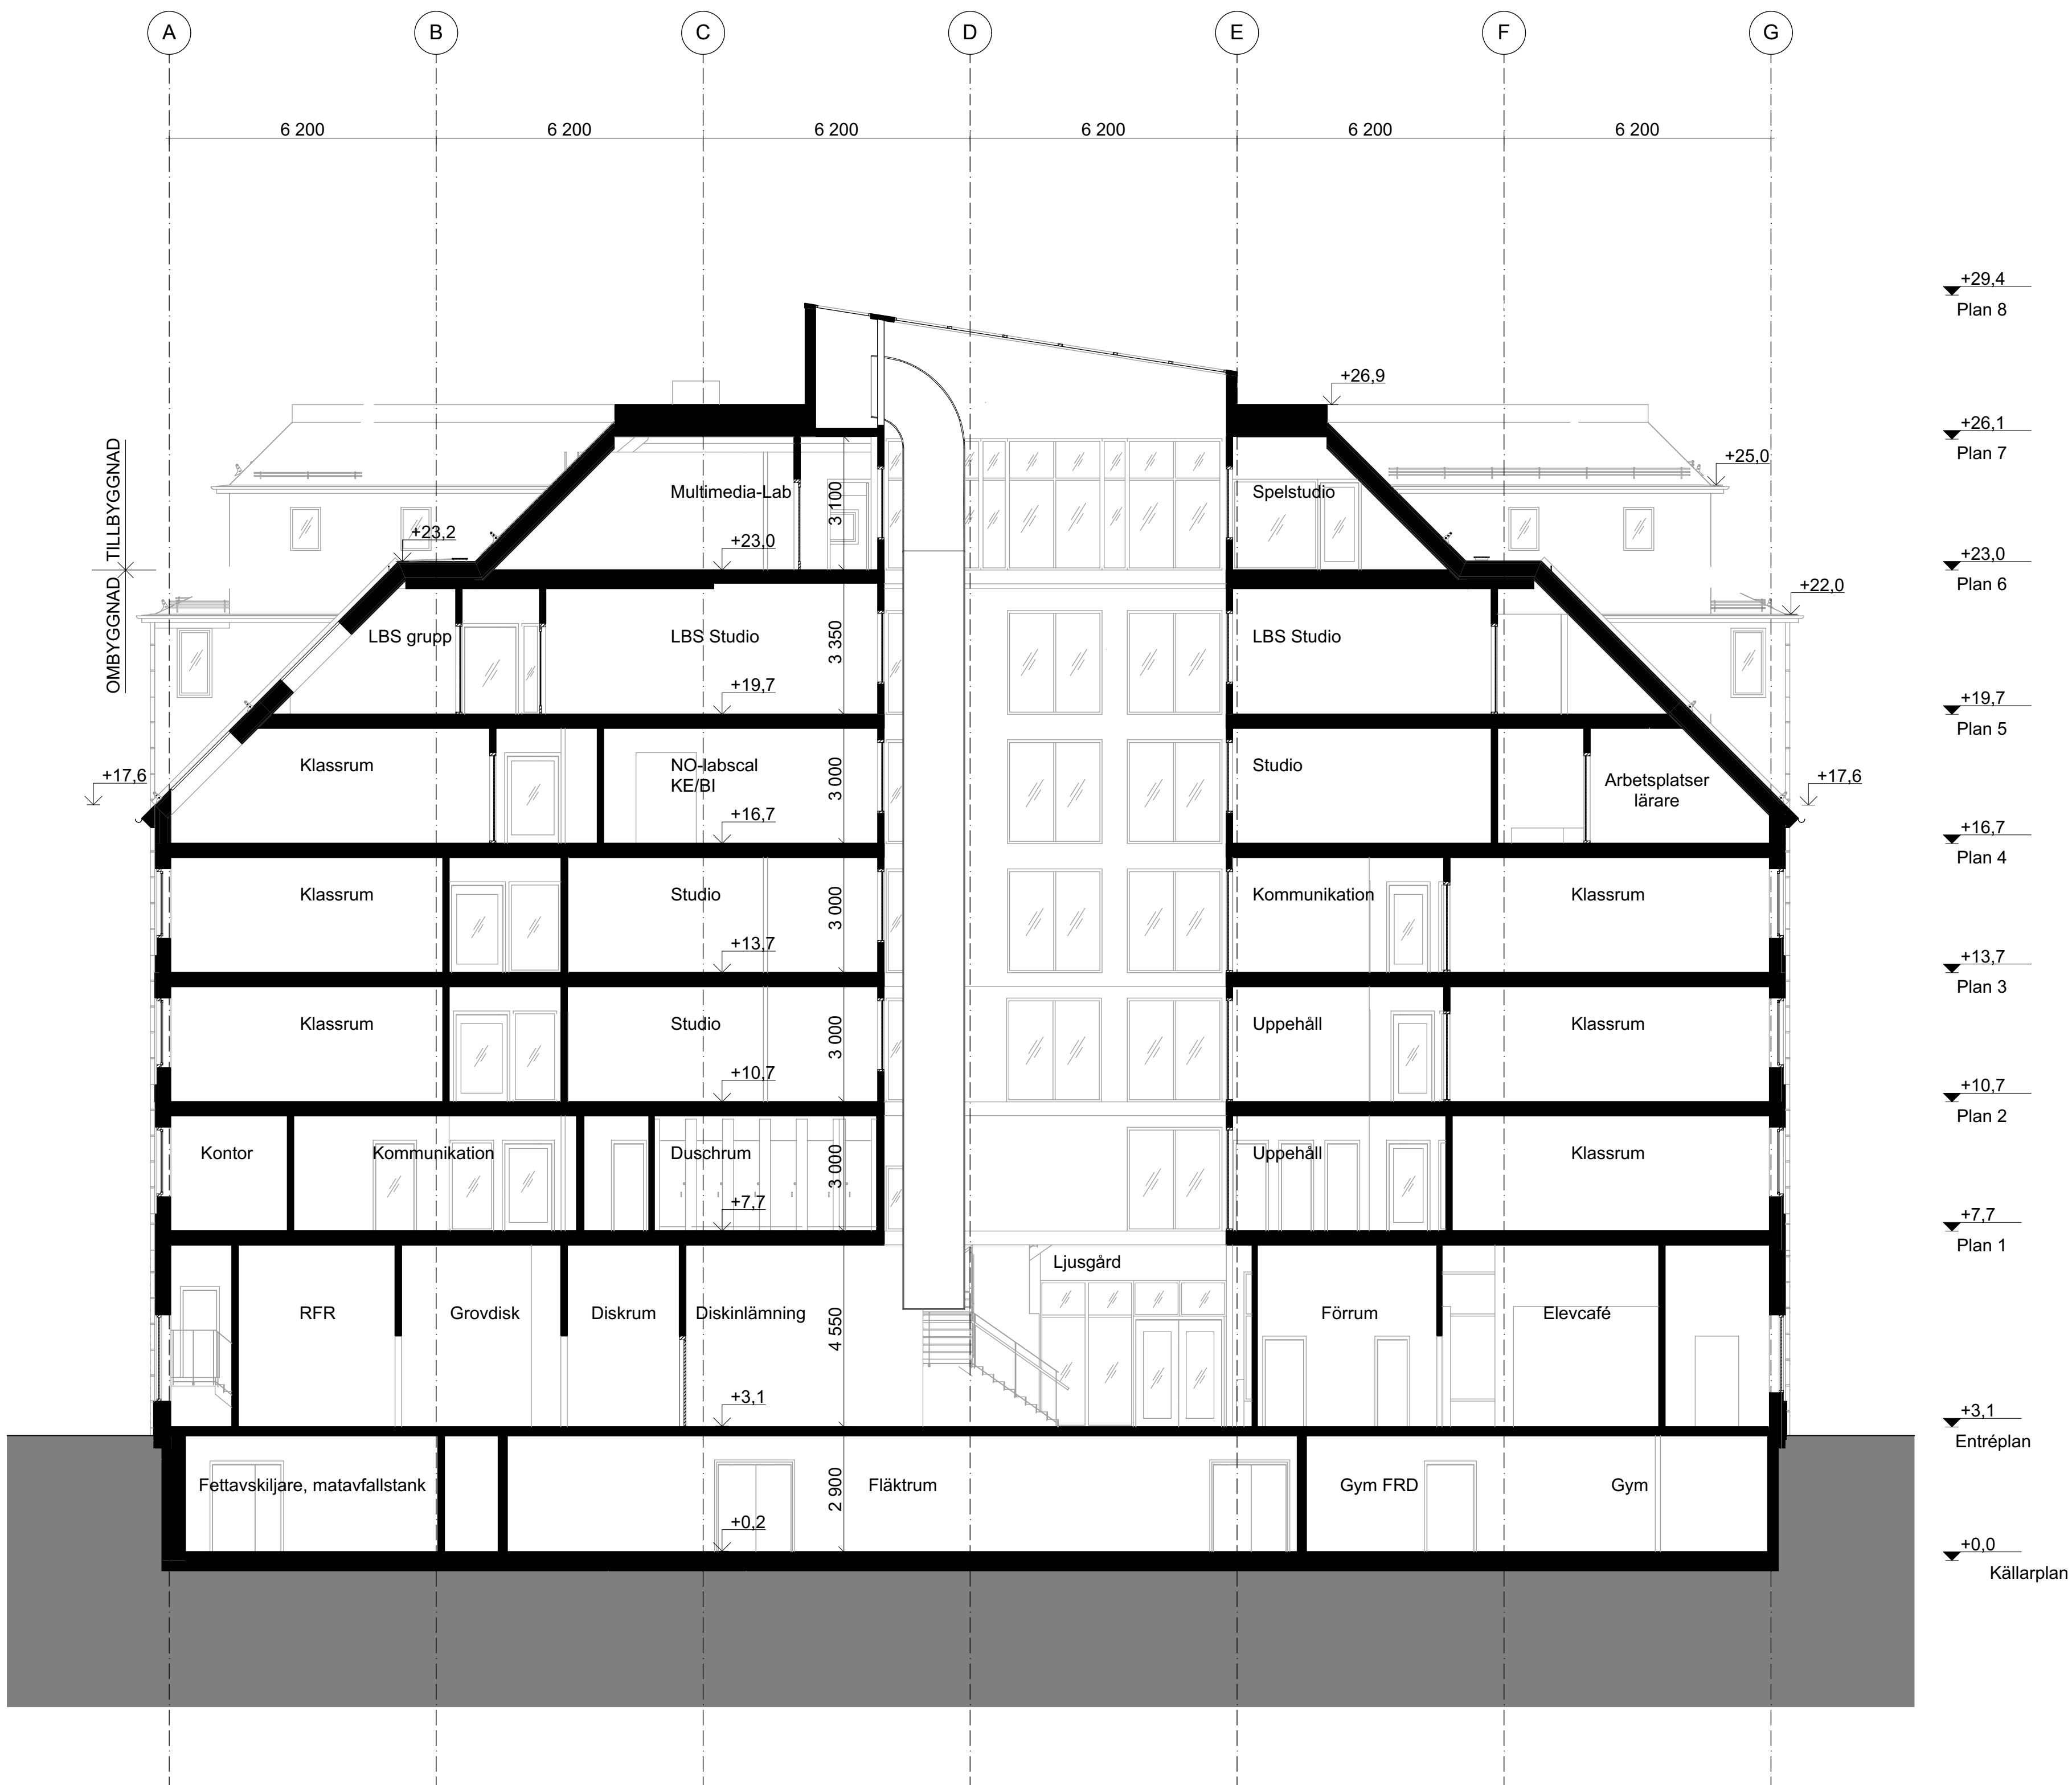 A
B
C
D
E
F
G
6 200
6 200
6 200
6 200
6 200
6 200
+29,4
Plan 8
+26,9
+26,1
Plan 7
TILLBYGGNAD
OMBYGGNAD
+25,0
Multimedia-Lab
3 100
Spelstudio
+23,2
+23,0
+23,0
Plan 6
+22,0
LBS grupp
LBS Studio
3 350
LBS Studio
+19,7
+19,7
Plan 5
Klassrum
NO-labscal
KE/BI
3 000
Studio
Arbetsplatser
lärare
+17,6
+17,6
+16,7
+16,7
Plan 4
Klassrum
Studio
3 000
Kommunikation
Klassrum
+13,7
+13,7
Plan 3
Klassrum
Studio
3 000
Uppehåll
Klassrum
+10,7
+10,7
Plan 2
Kontor
Kommunikation
Duschrum
3 000
Uppehåll
Klassrum
+7,7
+7,7
Plan 1
Ljusgård
RFR
Grovdisk
Diskrum
Diskinlämning
4 550
Förrum
Elevcafé
+3,1
+3,1
Entréplan
Fettavskiljare, matavfallstank
2 900
Fläktrum
Gym FRD
Gym
+0,2
+0,0
Källarplan